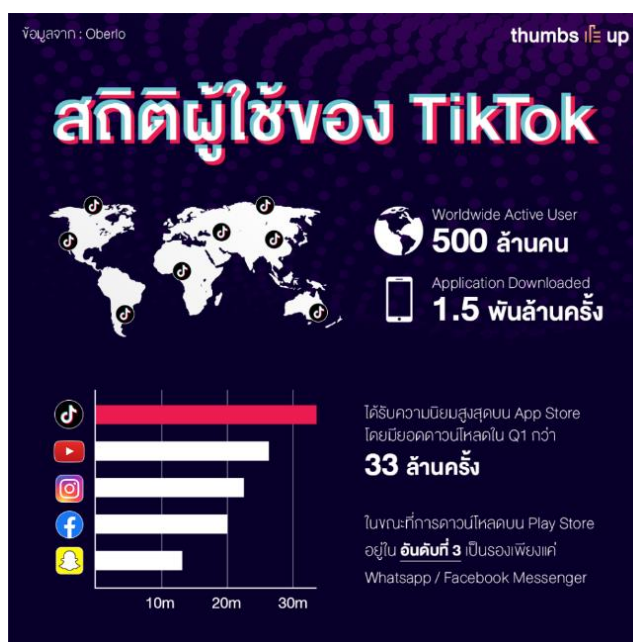 ข้อมูลจาก : Oberlo
thumbs up
สถิติผู้ใช้ของ TikTok
Worldwide Active User
500 ล้านคน
Application Downloaded
1.5 พันล้านครั้ง
ได้รับความนิยมสูงสุดบน App Store
โดยมียอดดาวน์โหลดใน Q1 กว่า
33 ล้านครั้ง
ในขณะที่การดาวน์โหลดบน Play Store
อยู่ใน อันดับที่ 3 เป็นรองเพียงแค่
Whatsapp / Facebook Messenger
10m 20m 30m